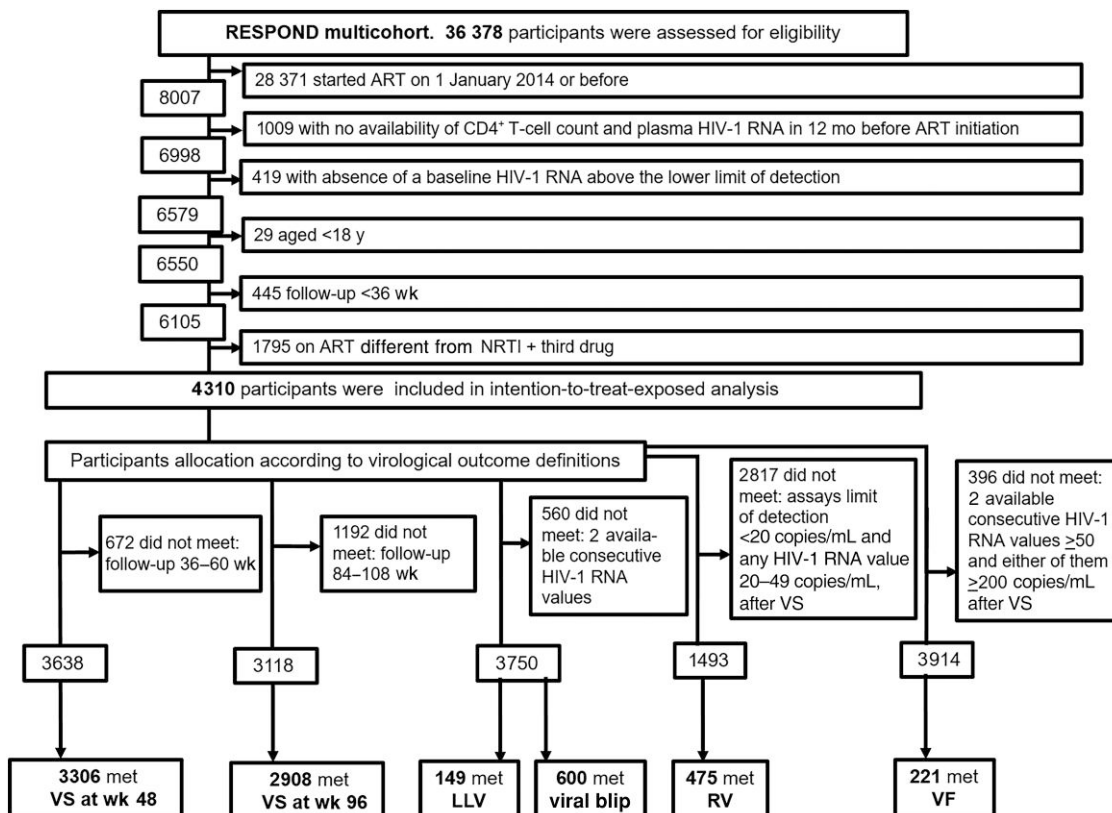 RESPOND multicohort. 36 378 participants were assessed for eligibility
28 371 started ART on 1 January 2014 or before
8007
1009 with no availability of CD4⁺ T-cell count and plasma HIV-1 RNA in 12 mo before ART initiation
6998
419 with absence of a baseline HIV-1 RNA above the lower limit of detection
6579
29 aged <18 y
6550
445 follow-up <36 wk
6105
1795 on ART different from NRTI + third drug
4310 participants were included in intention-to-treat-exposed analysis
Participants allocation according to virological outcome definitions
672 did not meet:
follow-up 36–60 wk
1192 did not
meet: follow-up
84–108 wk
560 did not
meet: 2 availa-
ble consecutive
HIV-1 RNA
values
2817 did not
meet: assays limit
of detection
<20 copies/mL and
any HIV-1 RNA value
20–49 copies/mL,
after VS
396 did not meet:
2 available
consecutive HIV-1
RNA values ≥50
and either of them
≥200 copies/mL
after VS
3638
3118
3750
1493
3914
3306 met
VS at wk 48
2908 met
VS at wk 96
149 met
LLV
600 met
viral blip
475 met
RV
221 met
VF